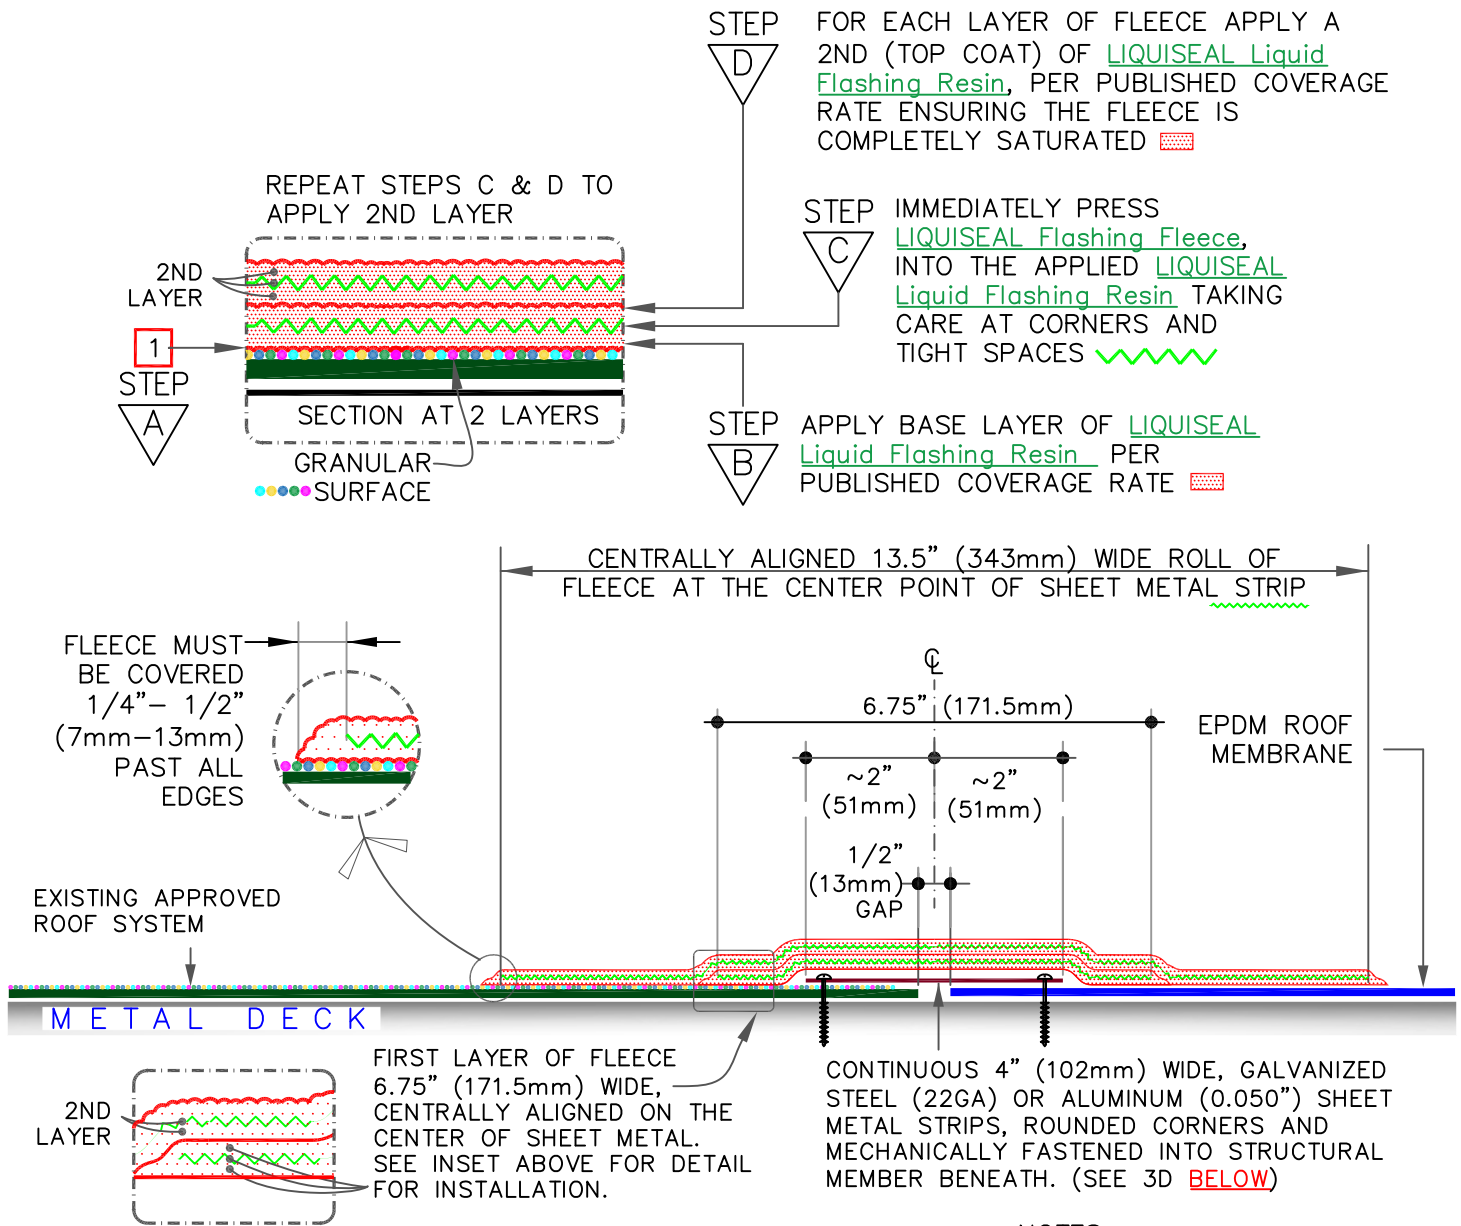 STEP
D
FOR EACH LAYER OF FLEECE APPLY A
2ND (TOP COAT) OF LIQUISEAL Liquid
Flashing Resin, PER PUBLISHED COVERAGE
RATE ENSURING THE FLEECE IS
COMPLETELY SATURATED
REPEAT STEPS C & D TO
APPLY 2ND LAYER
2ND
LAYER
1
STEP
A
SECTION AT 2 LAYERS
GRANULAR
SURFACE
STEP
C
IMMEDIATELY PRESS
LIQUISEAL Flashing Fleece,
INTO THE APPLIED LIQUISEAL
Liquid Flashing Resin TAKING
CARE AT CORNERS AND
TIGHT SPACES
STEP
B
APPLY BASE LAYER OF LIQUISEAL
Liquid Flashing Resin PER
PUBLISHED COVERAGE RATE
CENTRALLY ALIGNED 13.5" (343mm) WIDE ROLL OF
FLEECE AT THE CENTER POINT OF SHEET METAL STRIP
FLEECE MUST
BE COVERED
1/4"– 1/2"
(7mm–13mm)
PAST ALL
EDGES
℄
6.75" (171.5mm)
~2"
(51mm)
~2"
(51mm)
1/2"
(13mm)
GAP
EPDM ROOF
MEMBRANE
EXISTING APPROVED
ROOF SYSTEM
METAL DECK
2ND
LAYER
FIRST LAYER OF FLEECE
6.75" (171.5mm) WIDE,
CENTRALLY ALIGNED ON THE
CENTER OF SHEET METAL.
SEE INSET ABOVE FOR DETAIL
FOR INSTALLATION.
CONTINUOUS 4" (102mm) WIDE, GALVANIZED
STEEL (22GA) OR ALUMINUM (0.050") SHEET
METAL STRIPS, ROUNDED CORNERS AND
MECHANICALLY FASTENED INTO STRUCTURAL
MEMBER BENEATH. (SEE 3D BELOW)